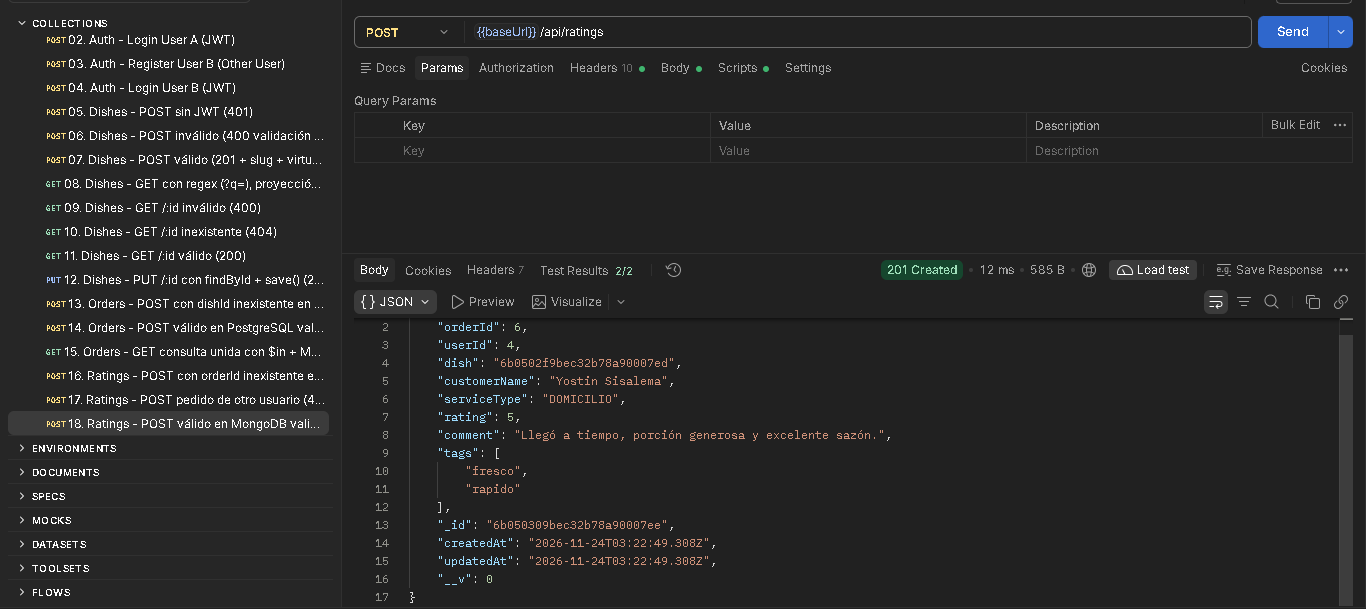 COLLECTIONS
POST 02. Auth - Login User A (JWT)
POST 03. Auth - Register User B (Other User)
POST 04. Auth - Login User B (JWT)
POST 05. Dishes - POST sin JWT (401)
POST 06. Dishes - POST inválido (400 validación ...
POST 07. Dishes - POST válido (201 + slug + virtu...
GET 08. Dishes - GET con regex (?q=), proyecció...
GET 09. Dishes - GET /:id inválido (400)
GET 10. Dishes - GET /:id inexistente (404)
GET 11. Dishes - GET /:id válido (200)
PUT 12. Dishes - PUT /:id con findById + save() (2...
POST 13. Orders - POST con dishId inexistente en ...
POST 14. Orders - POST válido en PostgreSQL val...
GET 15. Orders - GET consulta unida con $in + M...
POST 16. Ratings - POST con orderId inexistente e...
POST 17. Ratings - POST pedido de otro usuario (4...
POST 18. Ratings - POST válido en MongoDB vali...
ENVIRONMENTS
DOCUMENTS
SPECS
MOCKS
DATASETS
TOOLSETS
FLOWS
POST {{baseUrl}} /api/ratings Send
Docs Params Authorization Headers 10 Body Scripts Settings Cookies
Query Params
Key Value Description Bulk Edit ...
Key Value Description
Body Cookies Headers 7 Test Results 2/2 201 Created • 12 ms • 585 B • Load test e.g. Save Response ...
{} JSON Preview Visualize
2 "orderId": 6,
3 "userId": 4,
4 "dish": "6b0502f9bec32b78a90007ed",
5 "customerName": "Yostin Sisalema",
6 "serviceType": "DOMICILIO",
7 "rating": 5,
8 "comment": "Llegó a tiempo, porción generosa y excelente sazón.",
9 "tags": [
10 "fresco",
11 "rapido"
12 ],
13 "_id": "6b050309bec32b78a90007ee",
14 "createdAt": "2026-11-24T03:22:49.308Z",
15 "updatedAt": "2026-11-24T03:22:49.308Z",
16 "__v": 0
17 }